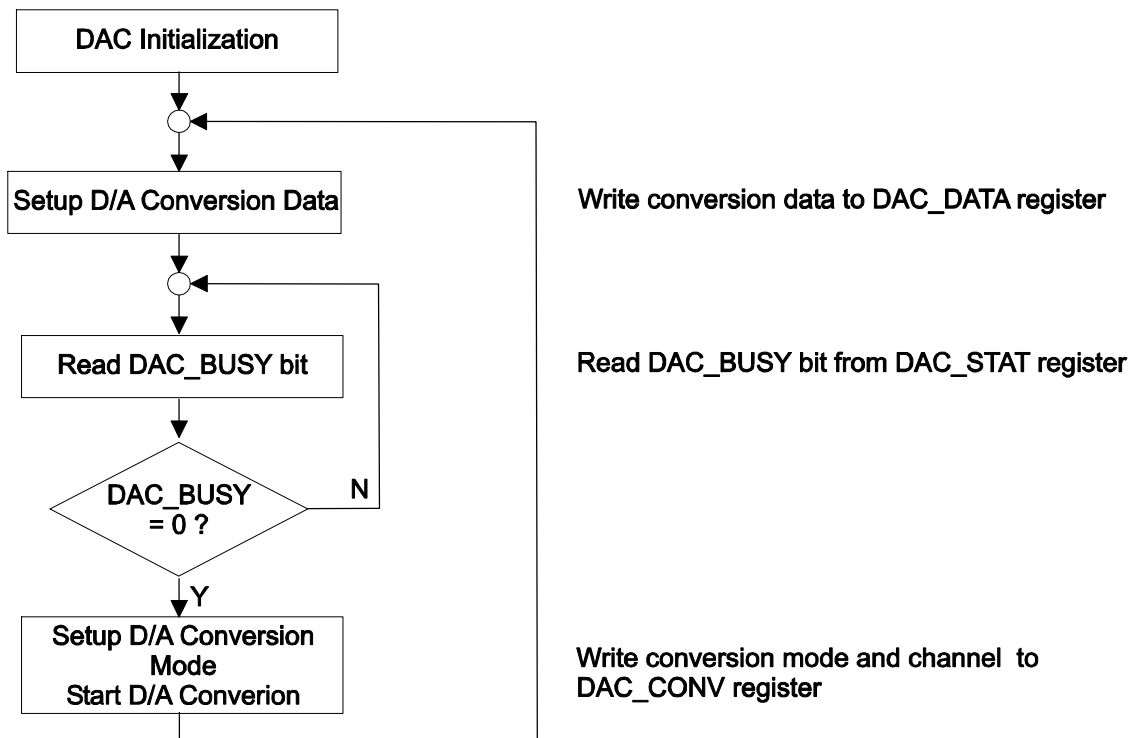 DAC Initialization
Setup D/A Conversion Data
Write conversion data to DAC_DATA register
Read DAC_BUSY bit
Read DAC_BUSY bit from DAC_STAT register
DAC_BUSY
= 0 ?
N
Y
Setup D/A Conversion
Mode
Start D/A Converion
Write conversion mode and channel to
DAC_CONV register